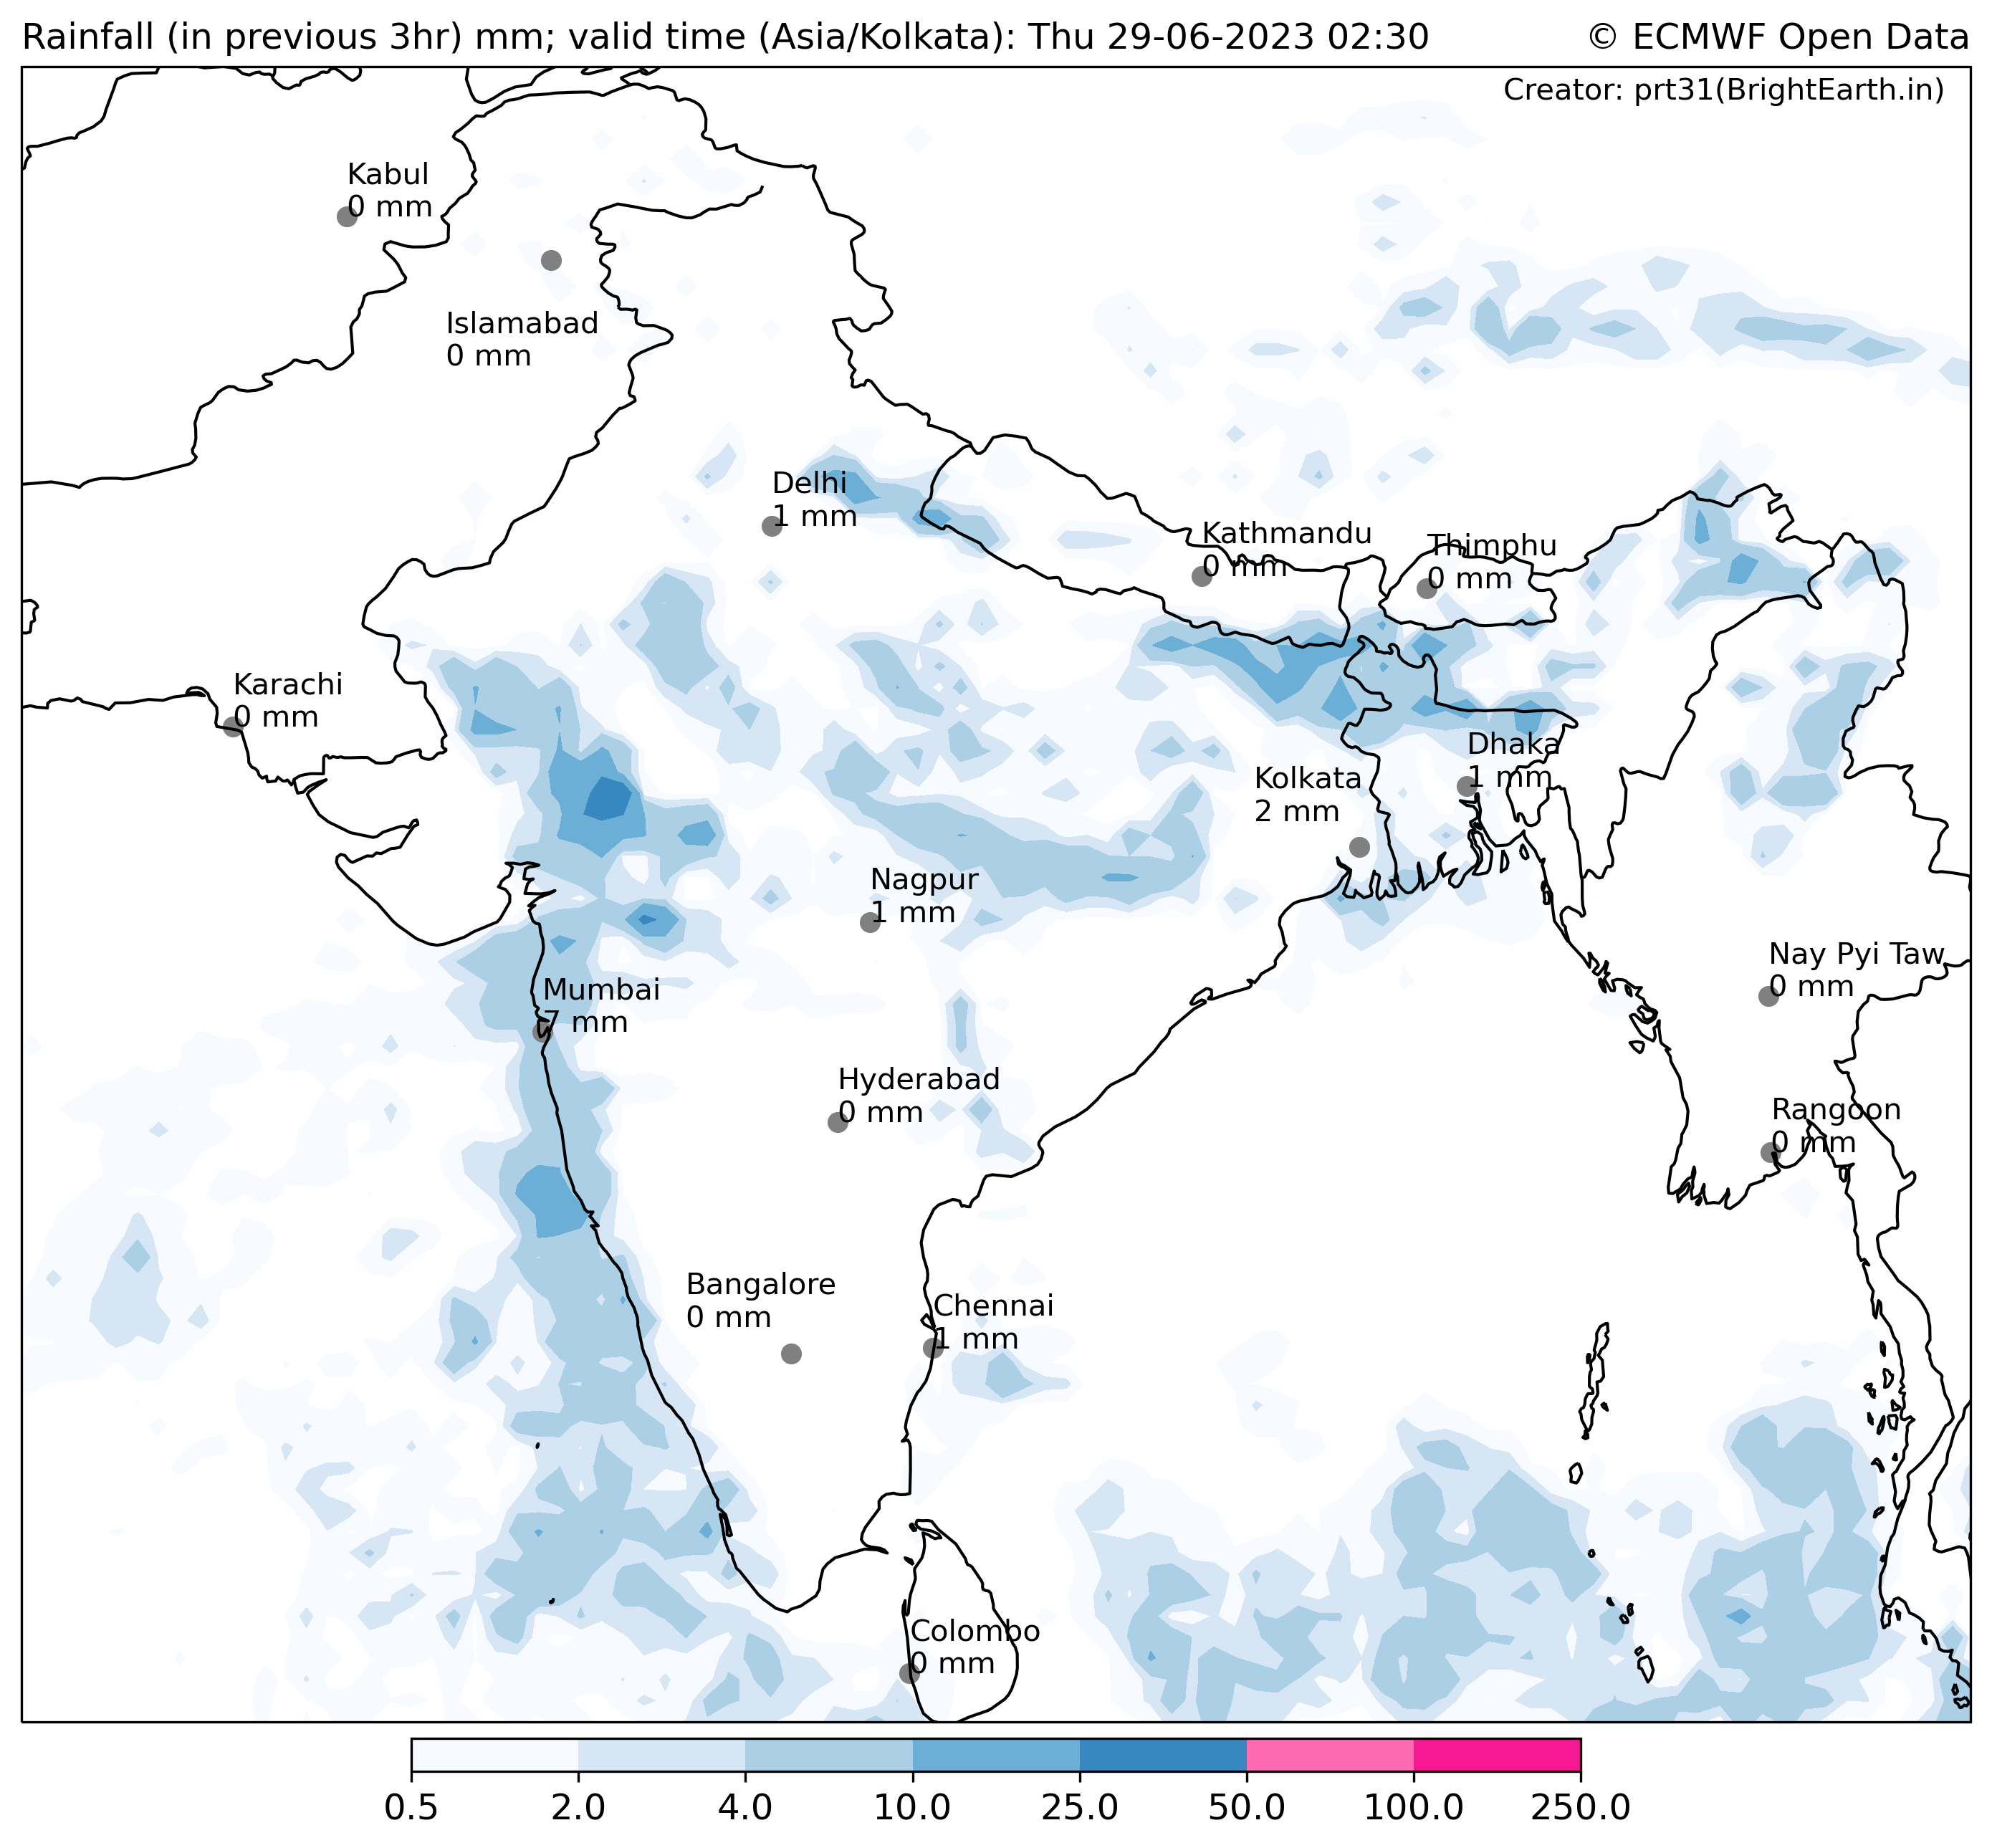 Rainfall (in previous 3hr) mm; valid time (Asia/Kolkata): Thu 29-06-2023 02:30
© ECMWF Open Data
Creator: prt31(BrightEarth.in)
Kabul
0 mm
Islamabad
0 mm
Delhi
1 mm
Kathmandu
0 mm
Thimphu
0 mm
Karachi
0 mm
Dhaka
1 mm
Kolkata
2 mm
Nagpur
1 mm
Nay Pyi Taw
0 mm
Mumbai
7 mm
Hyderabad
0 mm
Rangoon
0 mm
Bangalore
0 mm
Chennai
1 mm
Colombo
0 mm
0.5 2.0 4.0 10.0 25.0 50.0 100.0 250.0